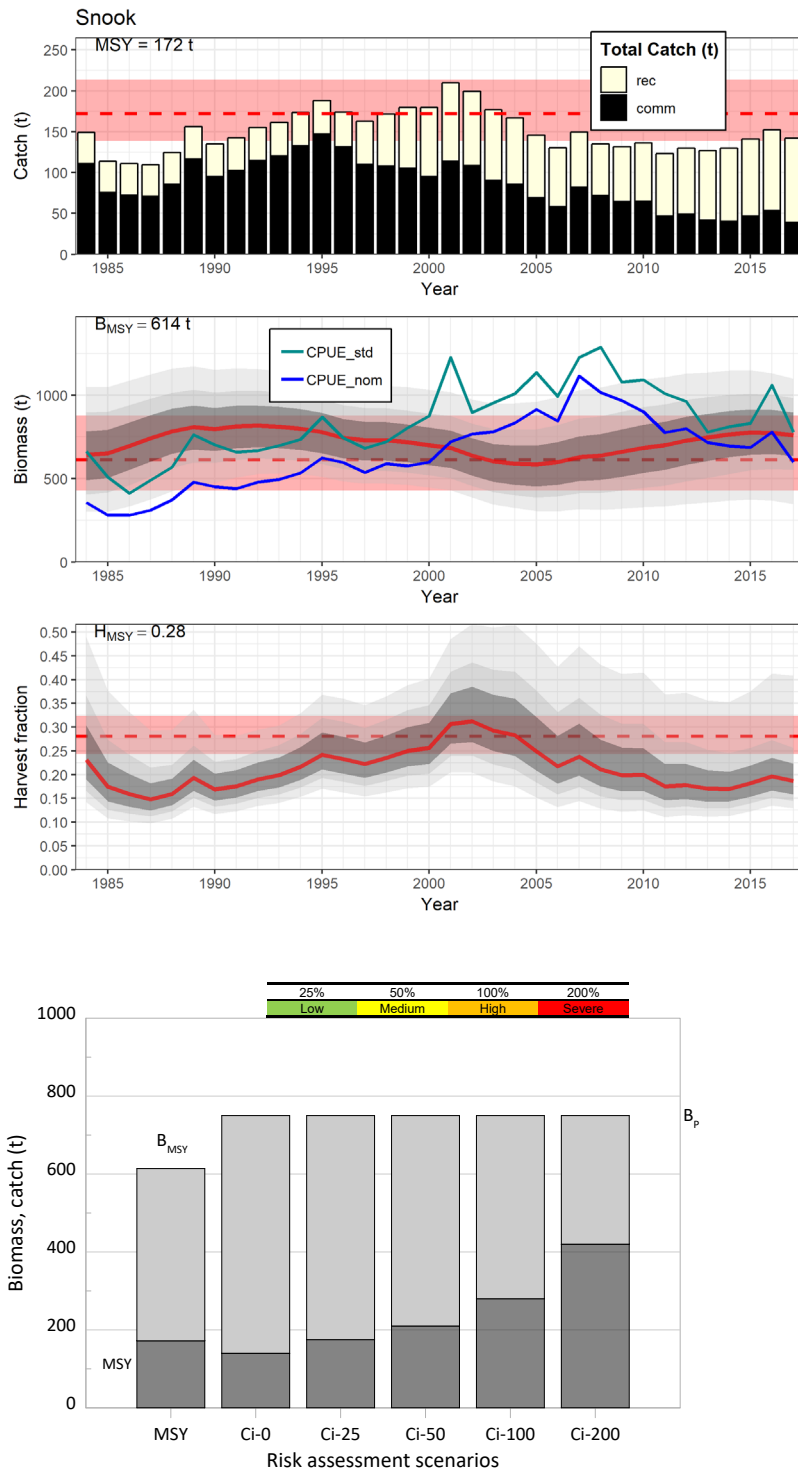 Snook
MSY = 172 t
Total Catch (t)
rec
comm
250
200
150
100
50
0
Catch (t)
1985 1990 1995 2000 2005 2010 2015
Year
BMSY = 614 t
CPUE_std
CPUE_nom
1000
500
0
Biomass (t)
1985 1990 1995 2000 2005 2010 2015
Year
HMSY = 0.28
0.50
0.45
0.40
0.35
0.30
0.25
0.20
0.15
0.10
0.05
0.00
Harvest fraction
1985 1990 1995 2000 2005 2010 2015
Year
25% 50% 100% 200%
Low Medium High Severe
1000
800
600
400
200
0
Biomass, catch (t)
BMSY
BP
MSY
MSY Ci-0 Ci-25 Ci-50 Ci-100 Ci-200
Risk assessment scenarios